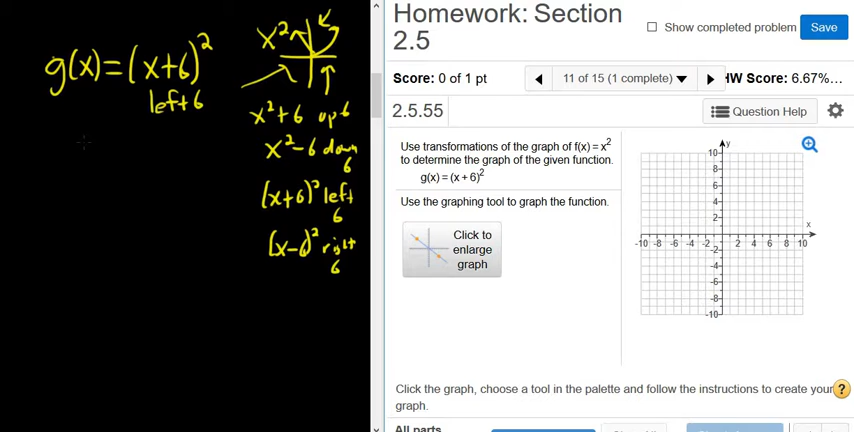 g(x) = (x+6)²
left 6
x²
x²+6 up 6
x²-6 down
6
(x+6)² left
6
(x-6)² right
6
Homework: Section
2.5
Show completed problem
Save
Score: 0 of 1 pt
11 of 15 (1 complete)
HW Score: 6.67%...
2.5.55
Question Help
Use transformations of the graph of f(x) = x²
to determine the graph of the given function.
g(x) = (x + 6)²
Use the graphing tool to graph the function.
Click to
enlarge
graph
y
x
10
8
6
4
2
-10 -8 -6 -4 -2 2 4 6 8 10
-2
-4
-6
-8
-10
Click the graph, choose a tool in the palette and follow the instructions to create your
graph.
?
All parts